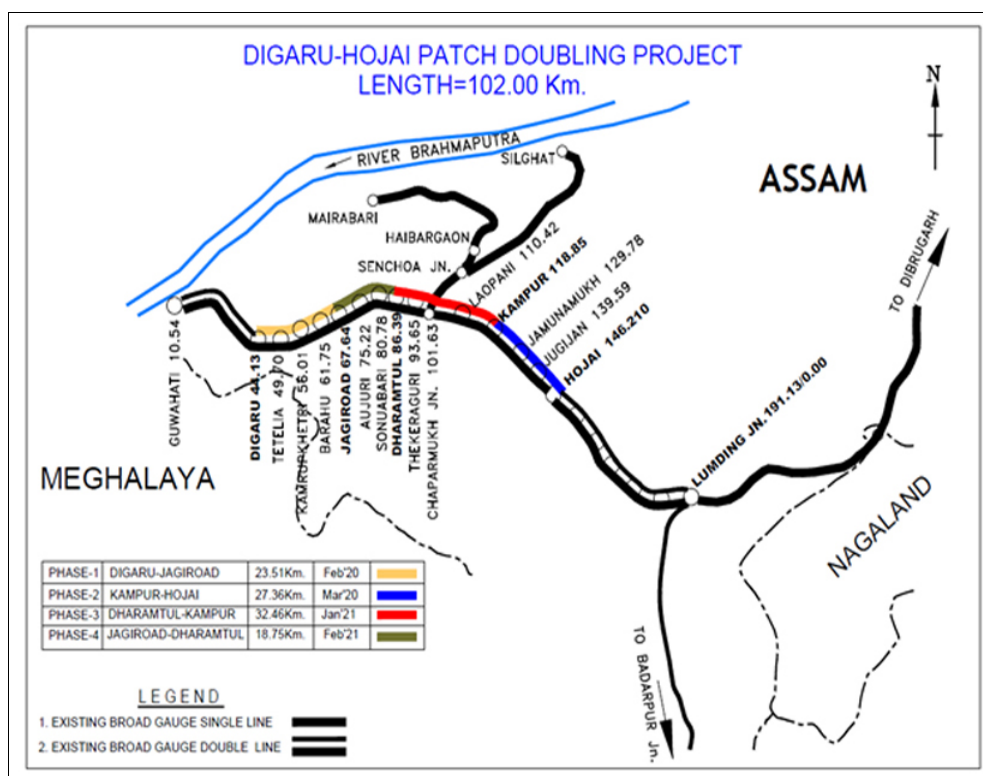 DIGARU-HOJAI PATCH DOUBLING PROJECT
LENGTH=102.00 Km.
N
RIVER BRAHMAPUTRA
SILGHAT
ASSAM
MAIRABARI
HAIBARGAON
SENCHOA JN.
LAOPANI 110.42
KAMPUR 118.85
JAMUNAMUKH 129.78
JUGIJAN 139.59
HOJAI 146.210
TO DIBRUGARH
GUWAHATI 10.54
DIGARU 44.13
TETELIA 49.70
KAMRUPKHETRI 56.01
BARAHU 61.75
JAGIROAD 67.64
AUJURI 75.22
SONUABARI 80.78
DHARAMTUL 86.39
THEKERAGURI 93.65
CHAPARMUKH JN. 101.63
LUMDING JN.191.13/0.00
MEGHALAYA
NAGALAND
TO BADARPUR Jn.
PHASE-1 DIGARU-JAGIROAD 23.51Km. Feb'20
PHASE-2 KAMPUR-HOJAI 27.36Km. Mar'20
PHASE-3 DHARAMTUL-KAMPUR 32.46Km. Jan'21
PHASE-4 JAGIROAD-DHARAMTUL 18.75Km. Feb'21
LEGEND
1. EXISTING BROAD GAUGE SINGLE LINE
2. EXISTING BROAD GAUGE DOUBLE LINE